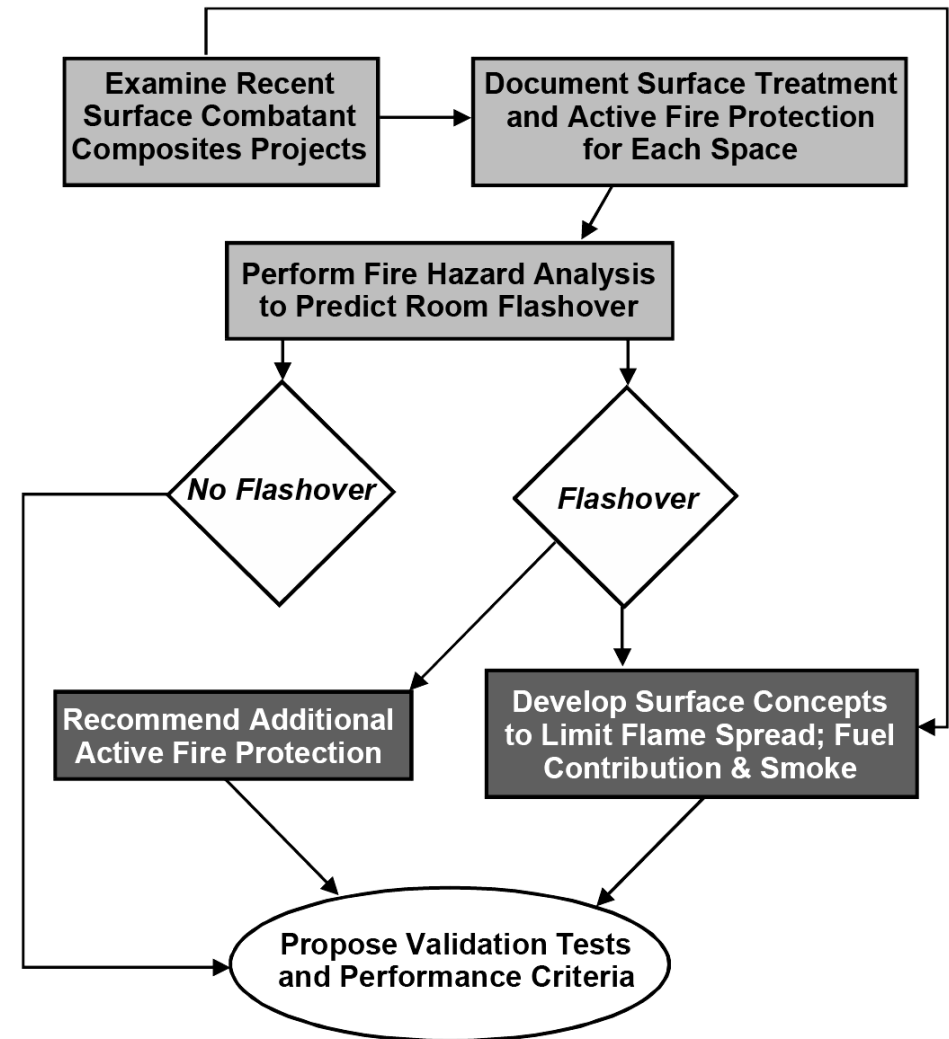 Examine Recent
Surface Combatant
Composites Projects
Document Surface Treatment
and Active Fire Protection
for Each Space
Perform Fire Hazard Analysis
to Predict Room Flashover
No Flashover
Flashover
Recommend Additional
Active Fire Protection
Develop Surface Concepts
to Limit Flame Spread; Fuel
Contribution & Smoke
Propose Validation Tests
and Performance Criteria